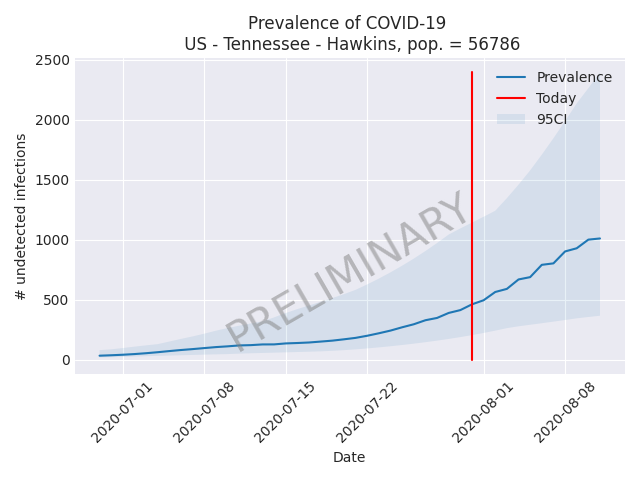 Prevalence of COVID-19
US - Tennessee - Hawkins, pop. = 56786
2500
2000
1500
1000
500
0
# undetected infections
Prevalence
Today
95CI
PRELIMINARY
2020-07-01
2020-07-08
2020-07-15
2020-07-22
2020-08-01
2020-08-08
Date